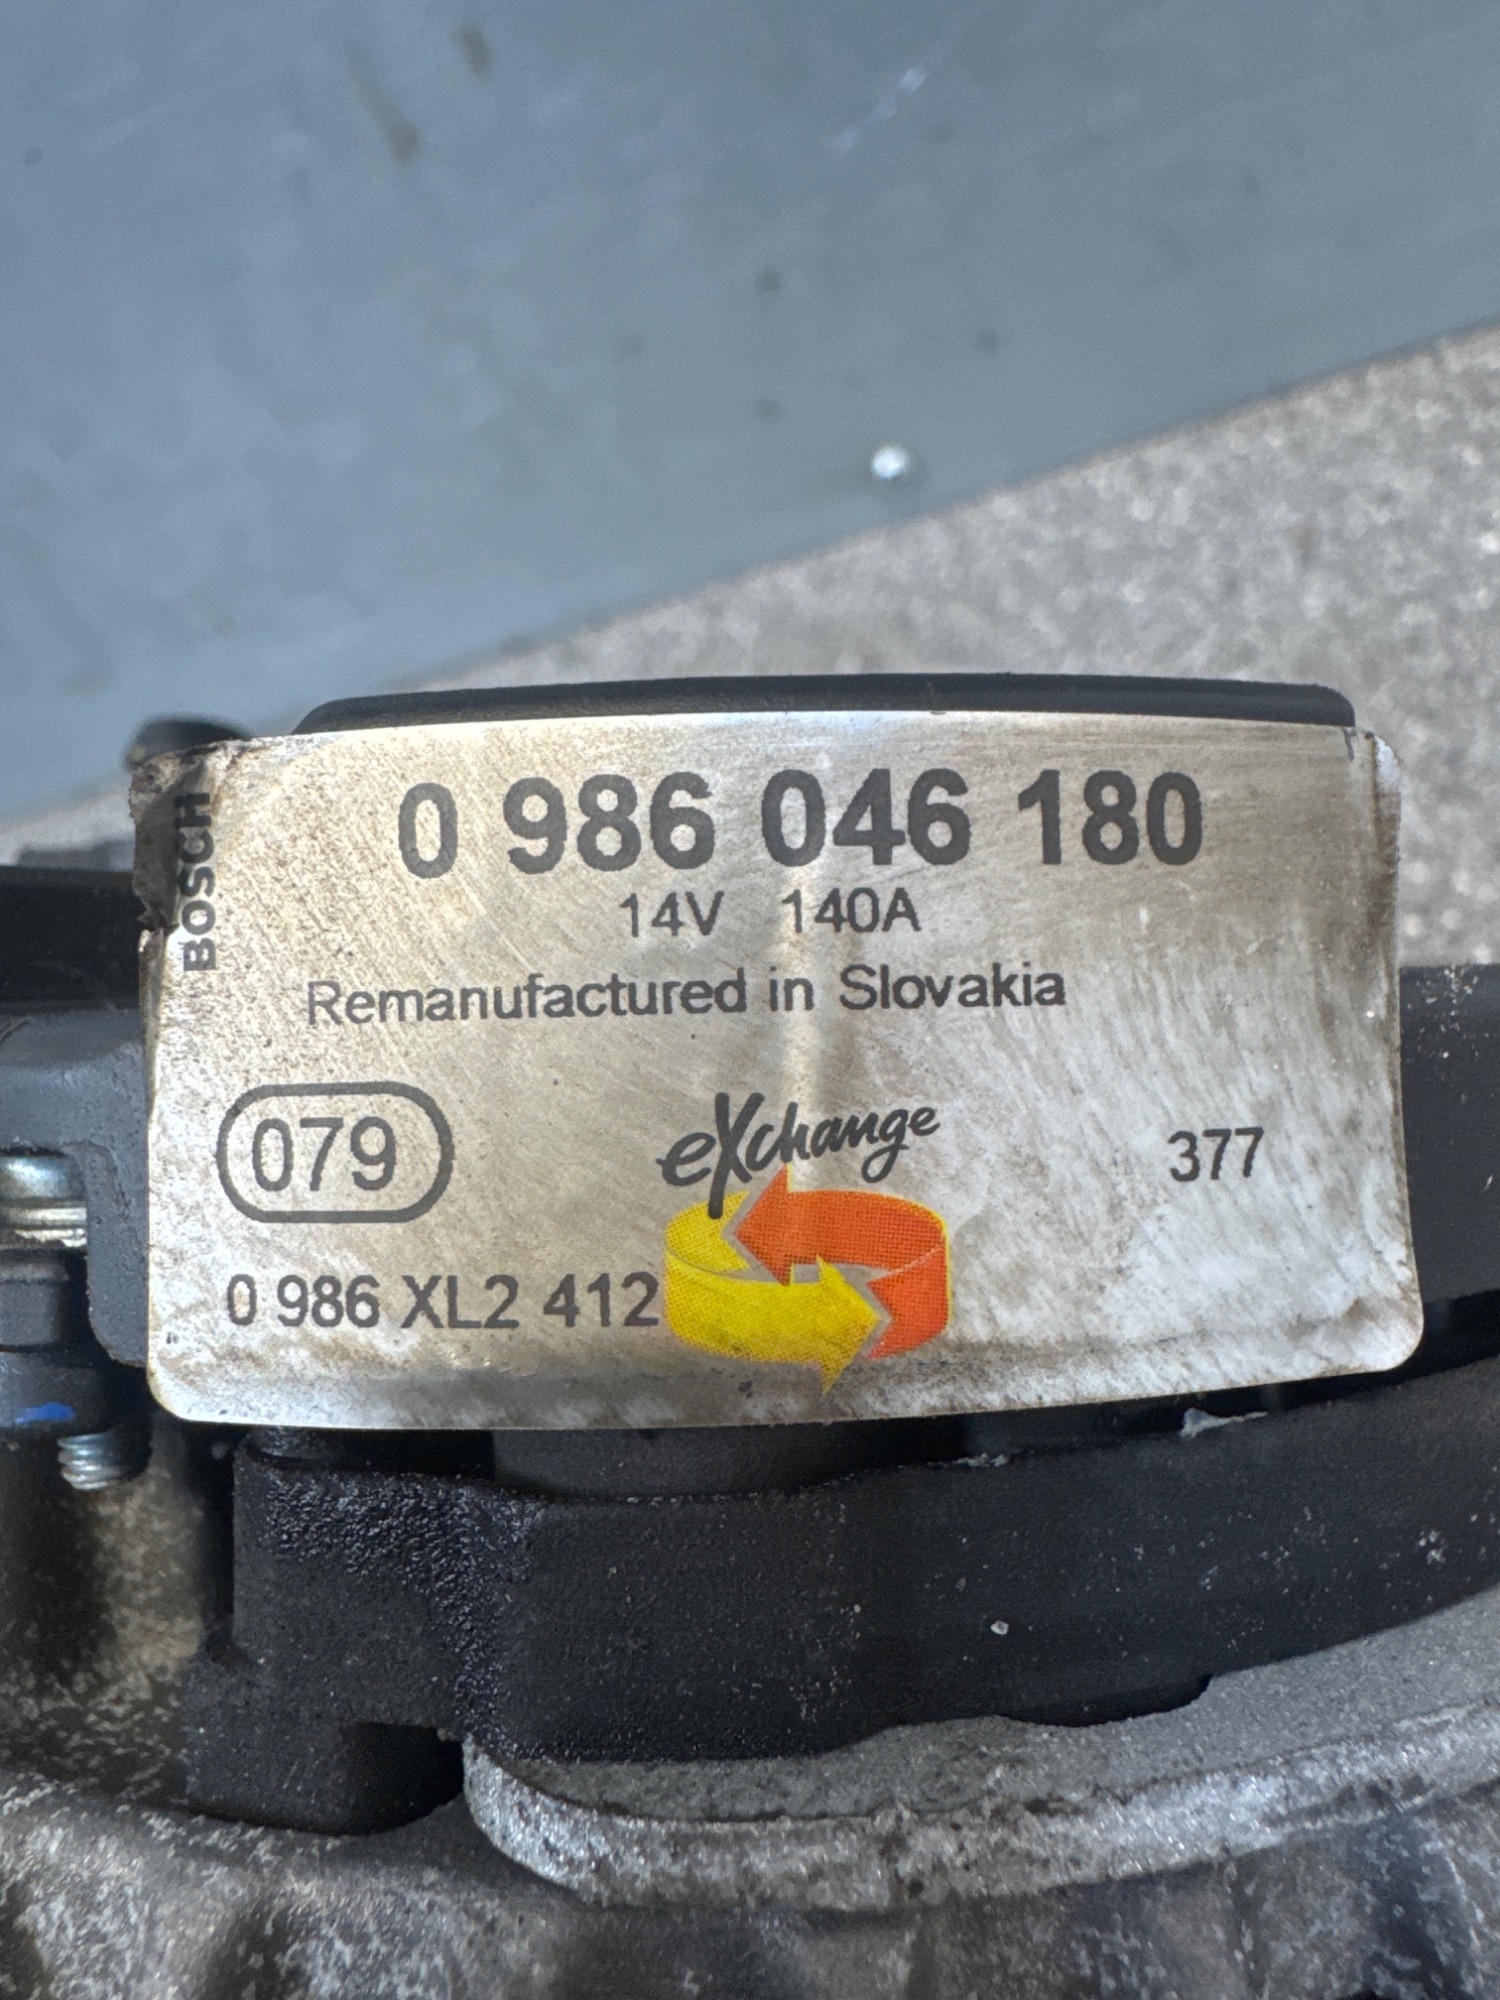 BOSCH
0 986 046 180
14V 140A
Remanufactured in Slovakia
079
eXchange
377
0 986 XL2 412